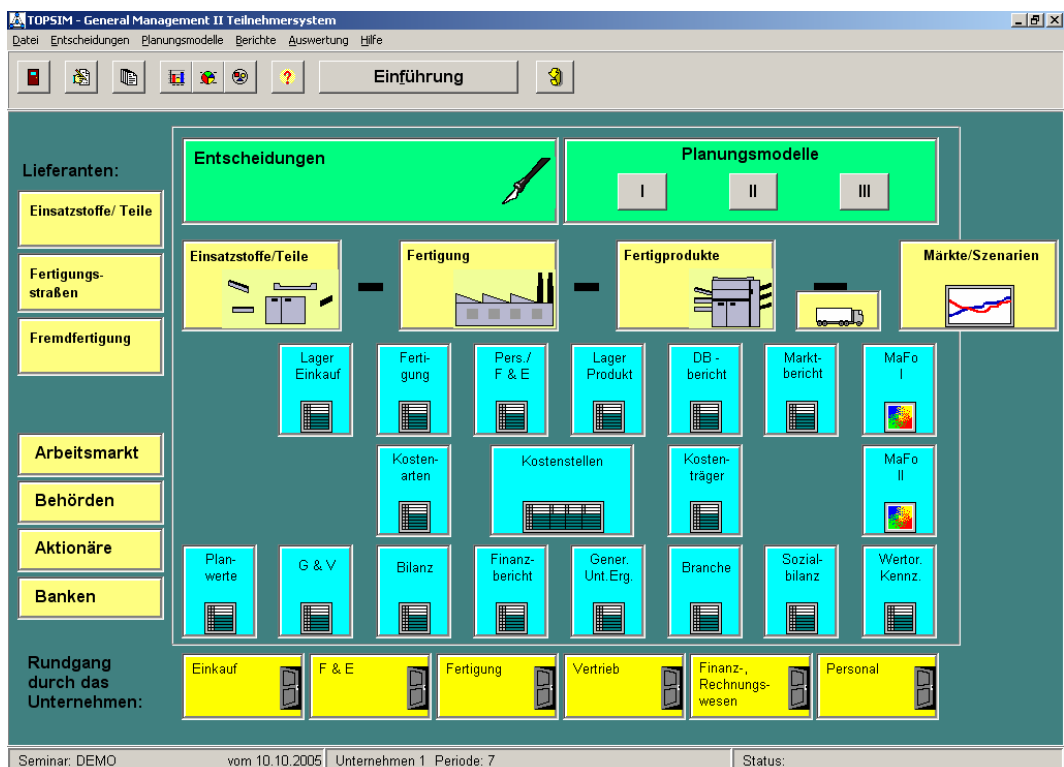 TOPSIM - General Management II Teilnehmersystem
Datei Entscheidungen Planungsmodelle Berichte Auswertung Hilfe
Einführung
Lieferanten:
Einsatzstoffe/ Teile
Fertigungs-
straßen
Fremdfertigung
Arbeitsmarkt
Behörden
Aktionäre
Banken
Entscheidungen
Planungsmodelle
I II III
Einsatzstoffe/Teile
Fertigung
Fertigprodukte
Märkte/Szenarien
Lager
Einkauf
Ferti-
gung
Pers./
F & E
Lager
Produkt
DB -
bericht
Markt-
bericht
MaFo
I
Kosten-
arten
Kostenstellen
Kosten-
träger
MaFo
II
Plan-
werte
G & V
Bilanz
Finanz-
bericht
Gener.
Unt.Erg.
Branche
Sozial-
bilanz
Wertor.
Kennz.
Rundgang
durch das
Unternehmen:
Einkauf
F & E
Fertigung
Vertrieb
Finanz-,
Rechnungs-
wesen
Personal
Seminar: DEMO vom 10.10.2005 Unternehmen 1 Periode: 7 Status: